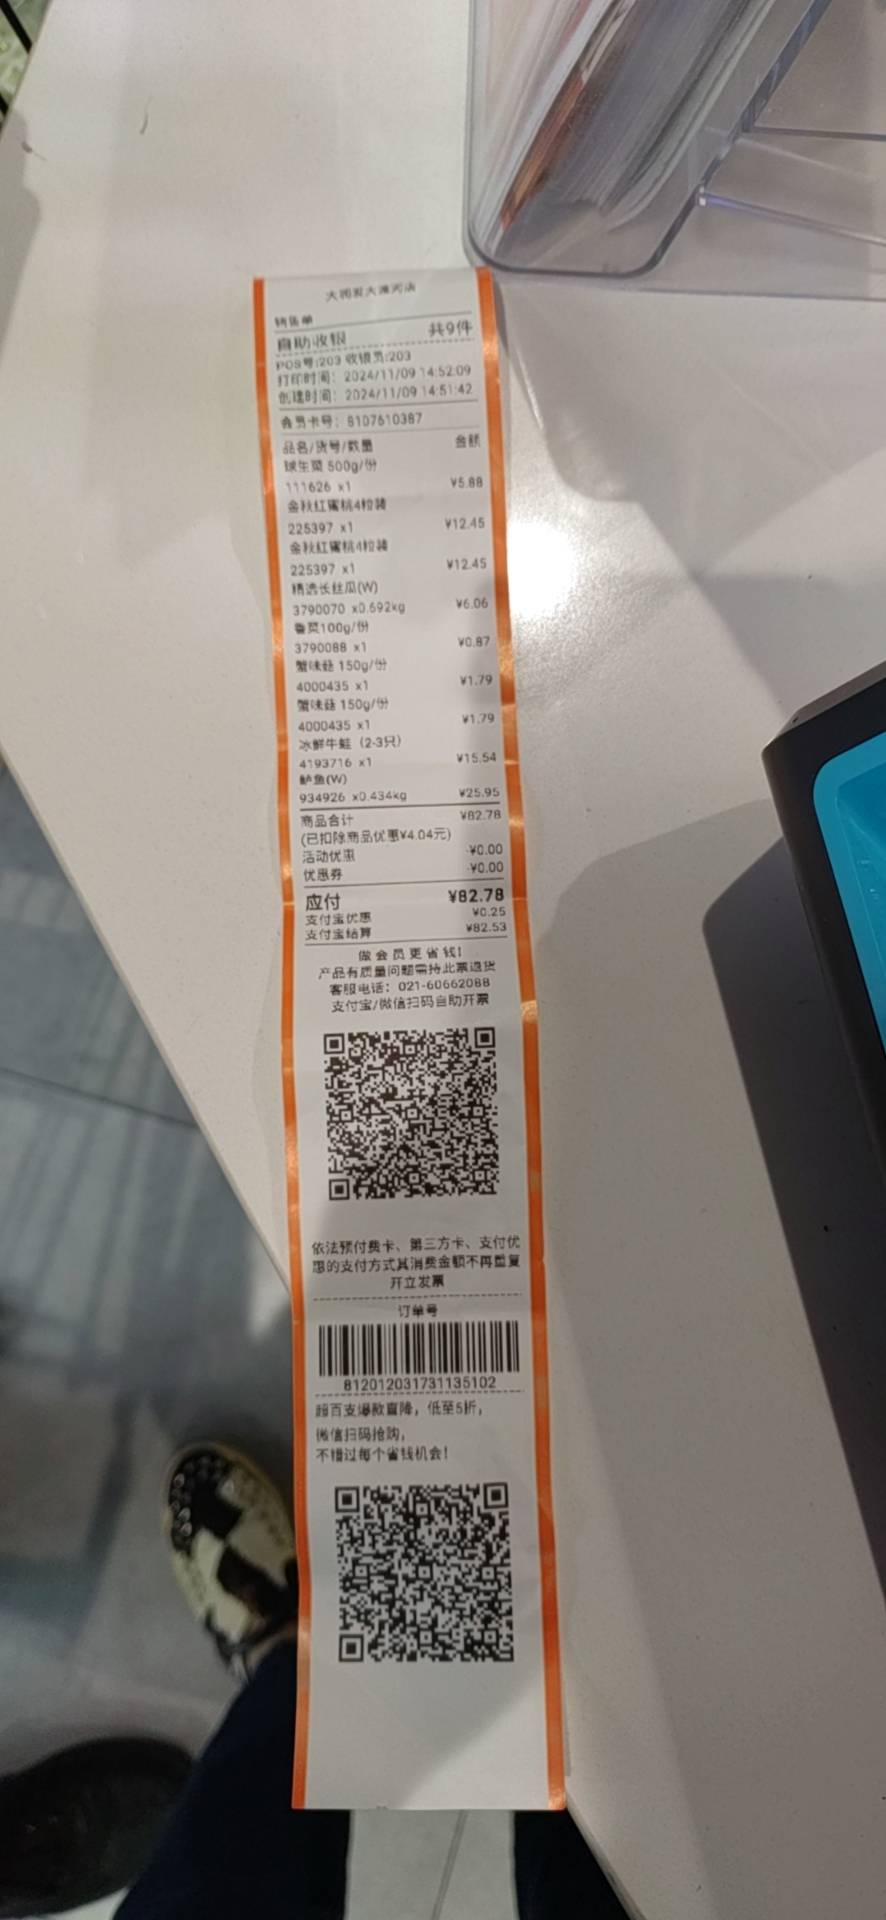 大润发大淮河店
销售单
自助收银 共9件
POS号:203 收银员:203
打印时间: 2024/11/09 14:52:09
创建时间: 2024/11/09 14:51:42
会员卡号: 8107610387
品名/货号/数量 金额
球生菜 500g/份
111626 x1 ¥5.88
金秋红蜜桃4粒装
225397 x1 ¥12.45
金秋红蜜桃4粒装
225397 x1 ¥12.45
精选长丝瓜(W)
3790070 x0.692kg ¥6.06
香菜100g/份
3790088 x1 ¥0.87
蟹味菇 150g/份
4000435 x1 ¥1.79
蟹味菇 150g/份
4000435 x1 ¥1.79
冰鲜牛蛙 (2-3只)
4193716 x1 ¥15.54
鲈鱼(W)
934926 x0.434kg ¥25.95
商品合计 ¥82.78
(已扣除商品优惠¥4.04元)
活动优惠 -¥0.00
优惠券 -¥0.00
应付 ¥82.78
支付宝优惠 ¥0.25
支付宝结算 ¥82.53
做会员更省钱!
产品有质量问题需持此票退货
客服电话: 021-60662088
支付宝/微信扫码自助开票
依法预付费卡、第三方卡、支付优
惠的支付方式其消费金额不再重复
开立发票
订单号
812012031731135102
超百支爆款直降, 低至5折,
微信扫码抢购,
不错过每个省钱机会!